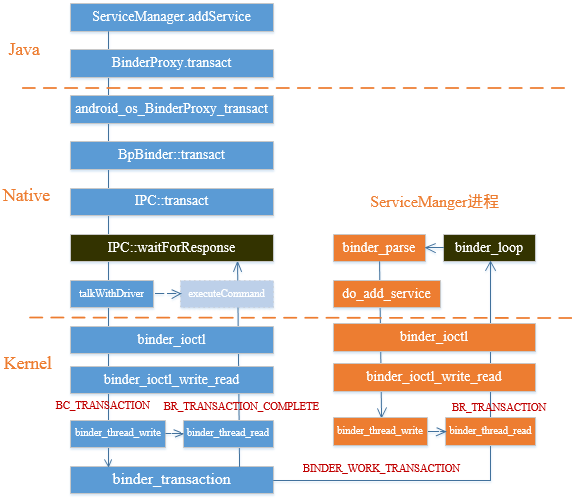 ServiceManager.addService
Java
BinderProxy.transact
android_os_BinderProxy_transact
BpBinder::transact
Native
IPC::transact
ServiceManger进程
IPC::waitForResponse
binder_parse
binder_loop
talkWithDriver
executeCommand
do_add_service
Kernel
binder_ioctl
binder_ioctl
binder_ioctl_write_read
binder_ioctl_write_read
BC_TRANSACTION
BR_TRANSACTION_COMPLETE
BR_TRANSACTION
binder_thread_write
binder_thread_read
binder_thread_write
binder_thread_read
binder_transaction
BINDER_WORK_TRANSACTION